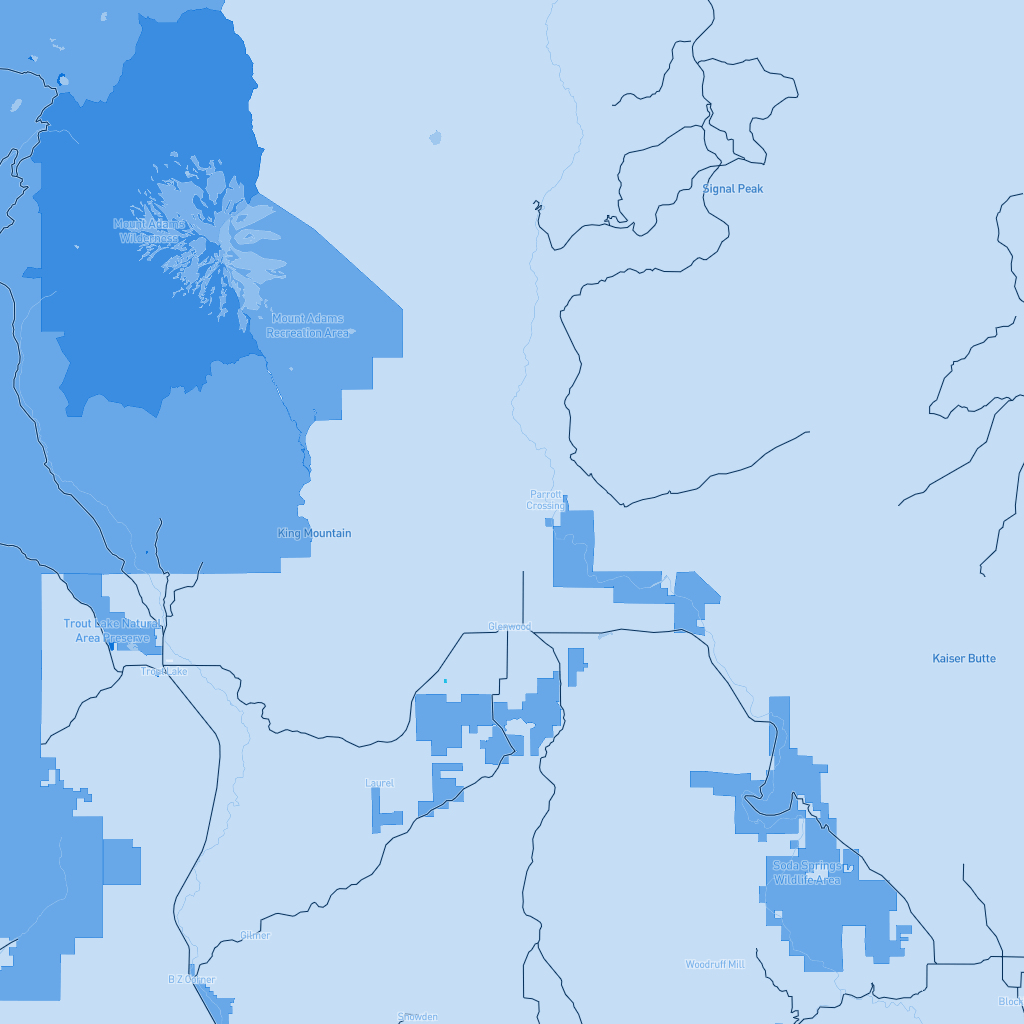 Signal Peak
Mount Adams
Wilderness
Mount Adams
Recreation Area
Parrott
Crossing
King Mountain
Trout Lake Natural
Area Preserve
Glenwood
Kaiser Butte
Trout Lake
Laurel
Soda Springs
Wildlife Area
Gilmer
Woodruff Mill
B Z Corner
Block
Snowden